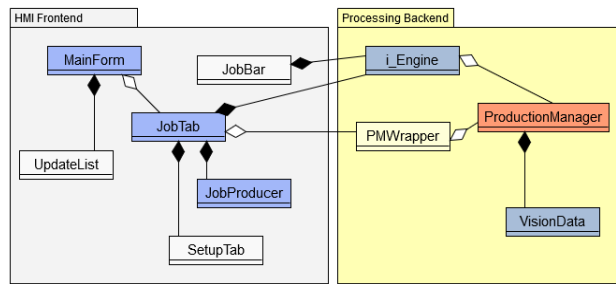 HMI Frontend
Processing Backend
MainForm
JobBar
i_Engine
JobTab
PMWrapper
ProductionManager
UpdateList
JobProducer
SetupTab
VisionData